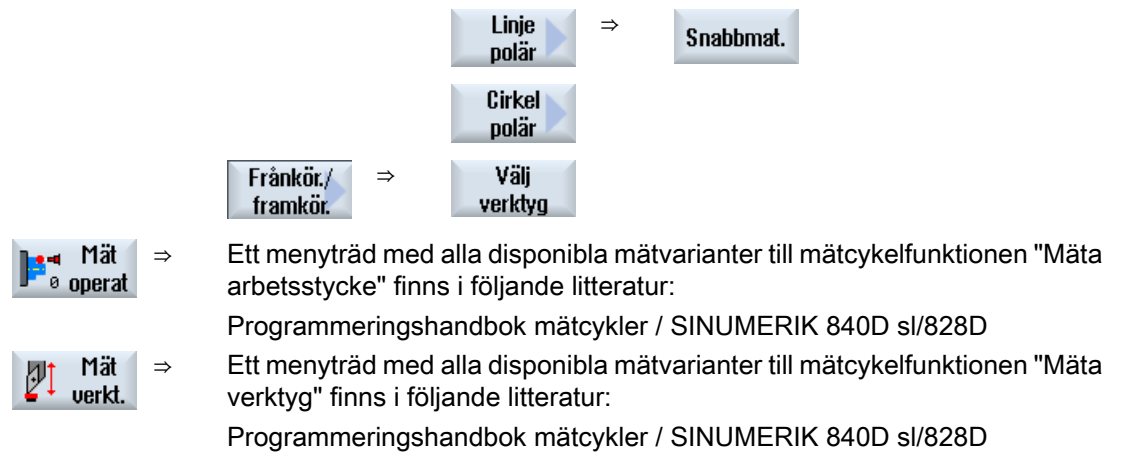 Linje
polär
⇒
Snabbmat.
Cirkel
polär
Frånkör./
framkör.
⇒
Välj
verktyg
Mät
0 operat
⇒
Ett menyträd med alla disponibla mätvarianter till mätcykelfunktionen "Mäta
arbetsstycke" finns i följande litteratur:
Programmeringshandbok mätcykler / SINUMERIK 840D sl/828D
Mät
verkt.
⇒
Ett menyträd med alla disponibla mätvarianter till mätcykelfunktionen "Mäta
verktyg" finns i följande litteratur:
Programmeringshandbok mätcykler / SINUMERIK 840D sl/828D